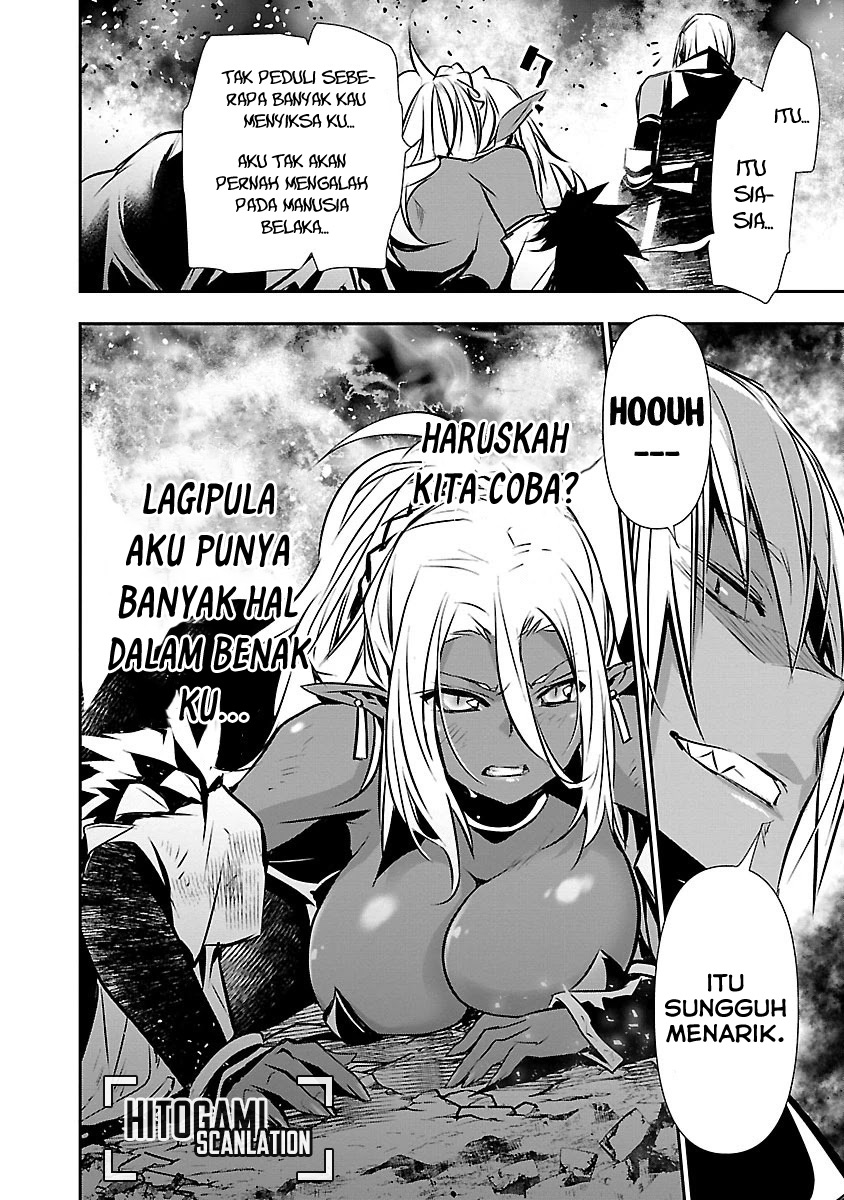 ITU...
ITU
SIA-
SIA...
TAK PEDULI SEBE-
RAPA BANYAK KAU
MENYIKSA KU...
AKU TAK AKAN
PERNAH MENGALAH
PADA MANUSIA
BELAKA...
HOOUH
---
ITU
SUNGGUH
MENARIK.
HARUSKAH
KITA COBA?
LAGIPULA
AKU PUNYA
BANYAK HAL
DALAM BENAK
KU...
HITOGAMI
SCANLATION